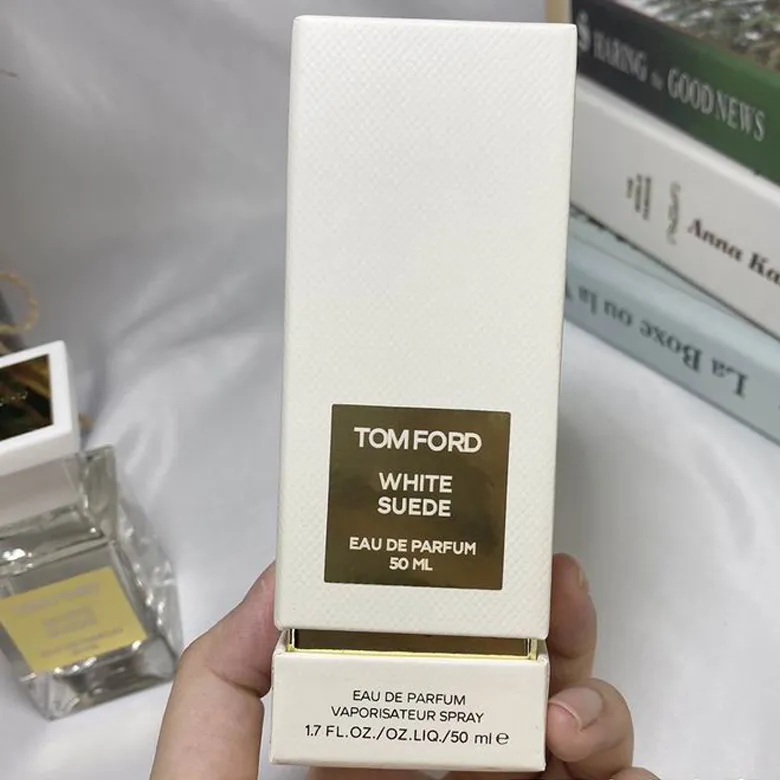 TOM FORD
WHITE
SUEDE
EAU DE PARFUM
50 ML
EAU DE PARFUM
VAPORISATEUR SPRAY
1.7 FL.OZ./OZ.LIQ./50 ml e
HARING
GOOD NEWS
Anna
La Boxe ou la